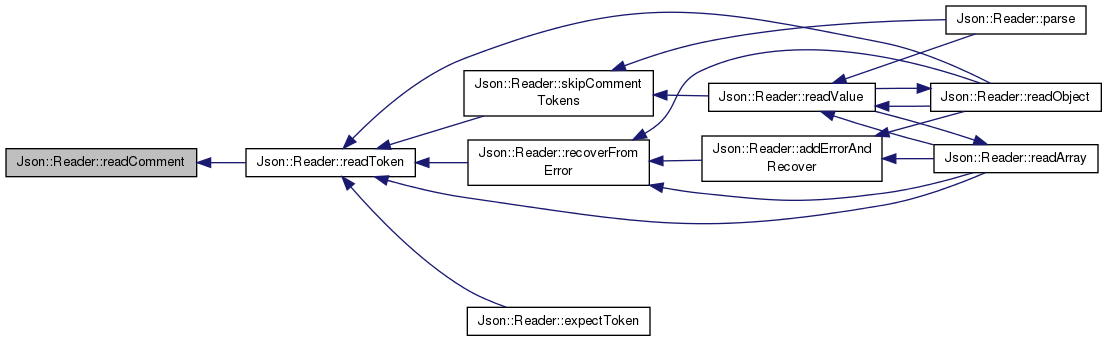 Json::Reader::parse
Json::Reader::skipComment
Tokens
Json::Reader::readValue
Json::Reader::readObject
Json::Reader::readComment
Json::Reader::readToken
Json::Reader::recoverFrom
Error
Json::Reader::addErrorAnd
Recover
Json::Reader::readArray
Json::Reader::expectToken